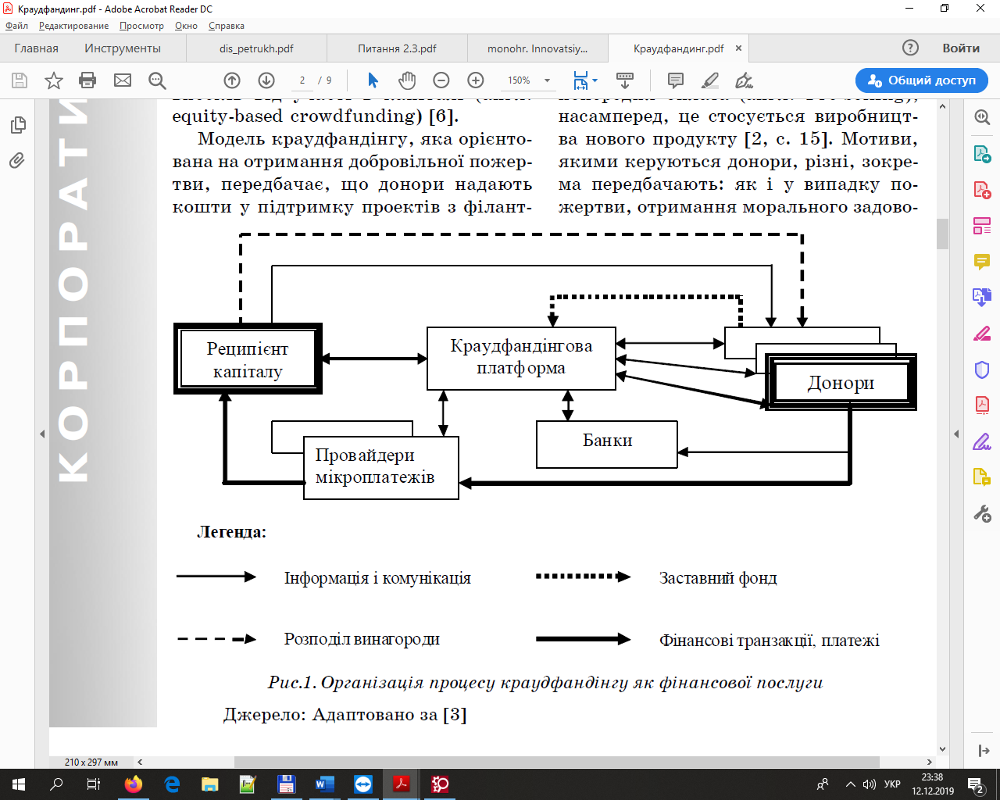 Краудфандинг.pdf - Adobe Acrobat Reader DC
Файл Редактирование Просмотр Окно Справка
Главная Инструменты dis_petrukh.pdf Питання 2.3.pdf monohr. Innovatsiy... Краудфандинг.pdf × ? Войти
2 / 9 150% Общий доступ
КОРПОРАТИ
equity-based crowdfunding) [6].
Модель краудфандінгу, яка орієнто-
вана на отримання добровільної пожер-
тви, передбачає, що донори надають
кошти у підтримку проектів з філант-
попередня оплата (англ. Pre-selling),
насамперед, це стосується виробницт-
ва нового продукту [2, с. 15]. Мотиви,
якими керуються донори, різні, зокре-
ма передбачають: як і у випадку по-
жертви, отримання морального задово-
Реципієнт
капіталу
Краудфандінгова
платформа
Донори
Банки
Провайдери
мікроплатежів
Легенда:
Інформація і комунікація
Заставний фонд
Розподіл винагороди
Фінансові транзакції, платежі
Рис.1. Організація процесу краудфандінгу як фінансової послуги
Джерело: Адаптовано за [3]
210 x 297 мм
УКР
23:38
12.12.2019
2